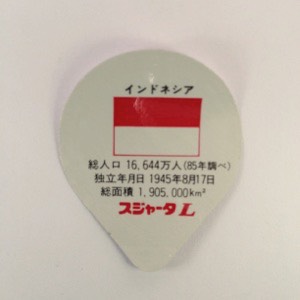 インドネシア
総人口 16,644万人(85年調べ)
独立年月日 1945年8月17日
総面積 1,905,000km²
スジャータL